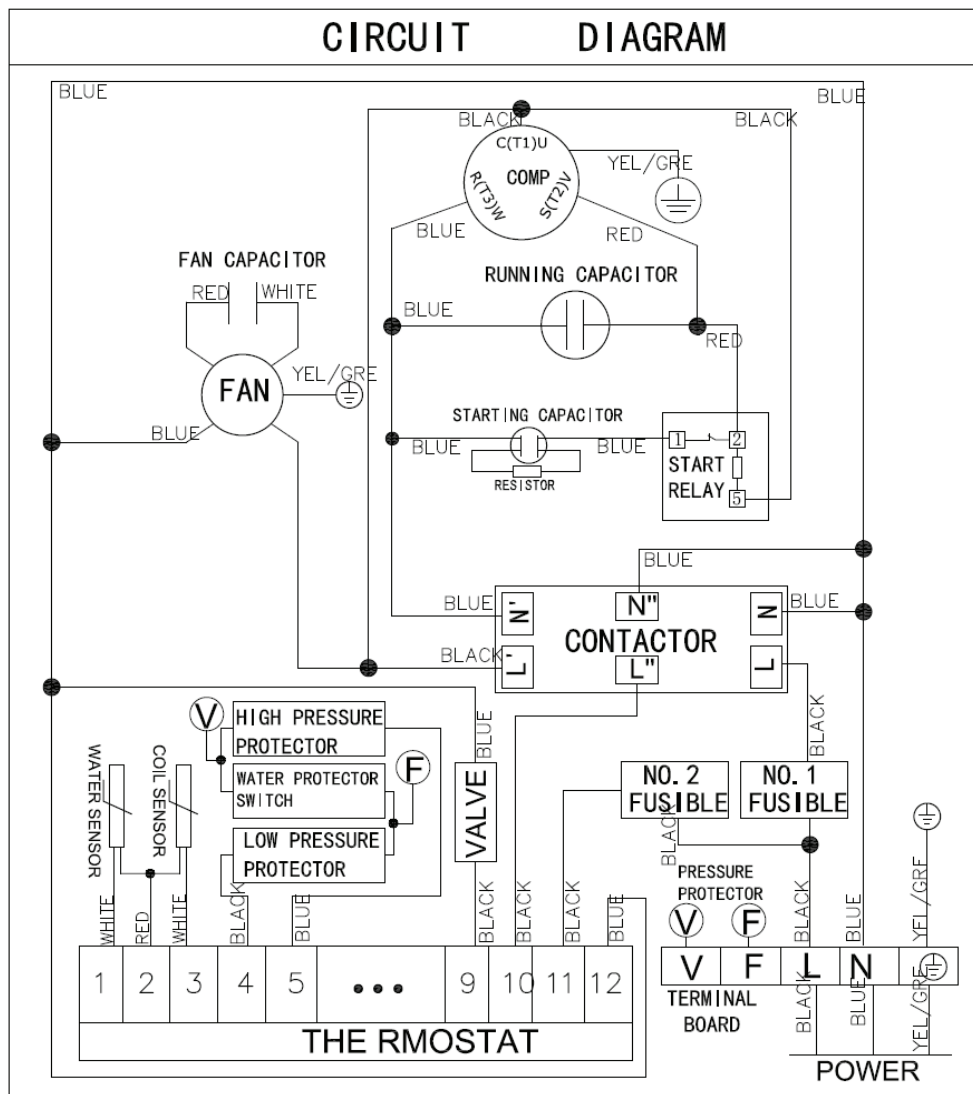 CIRCUIT DIAGRAM
BLUE
BLUE
BLACK
BLACK
C(T1)U
COMP
R(T3)W
S(T2)V
YEL/GRE
BLUE
RED
FAN CAPACITOR
RED
WHITE
RUNNING CAPACITOR
BLUE
RED
FAN
YEL/GRE
BLUE
STARTING CAPACITOR
BLUE
BLUE
RESISTOR
1
2
START
RELAY
5
BLUE
BLUE
N'
N"
N
BLUE
CONTACTOR
BLACK
L'
L"
L
BLACK
V
HIGH PRESSURE
PROTECTOR
F
WATER PROTECTOR
SWITCH
LOW PRESSURE
PROTECTOR
WATER SENSOR
COIL SENSOR
BLUE
VALVE
NO. 2
FUSIBLE
NO. 1
FUSIBLE
BLACK
PRESSURE
PROTECTOR
V
F
WHITE
RED
WHITE
BLACK
BLUE
BLACK
BLACK
BLACK
BLUE
BLACK
BLUE
YEL/GRE
1 2 3 4 5 ... 9 10 11 12
THE RMOSTAT
V F L N
TERMINAL
BOARD
BLACK
BLUE
YEL/GRE
POWER